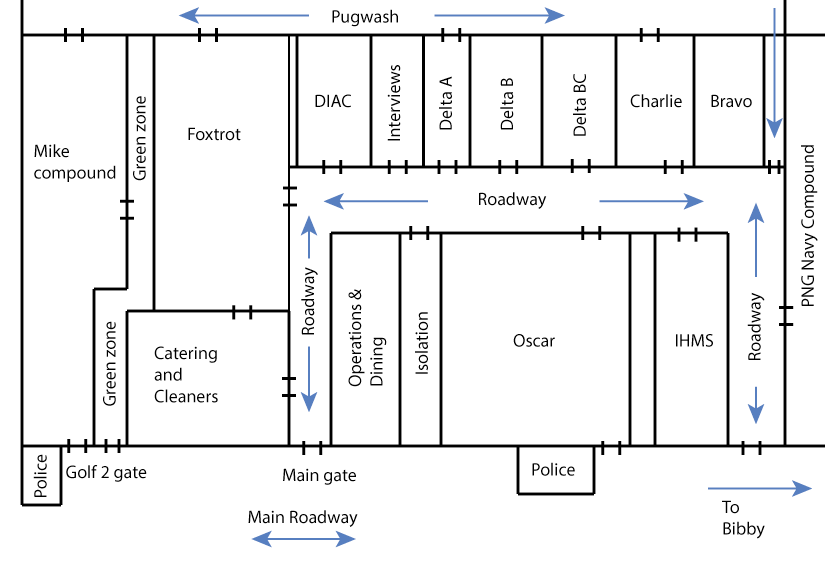 Pugwash
DIAC
Interviews
Delta A
Delta B
Delta BC
Charlie
Bravo
Green zone
Foxtrot
Mike
compound
PNG Navy Compound
Roadway
Roadway
Roadway
Green zone
Catering
and
Cleaners
Operations &
Dining
Isolation
Oscar
IHMS
Police
Golf 2 gate
Main gate
Police
Main Roadway
To
Bibby